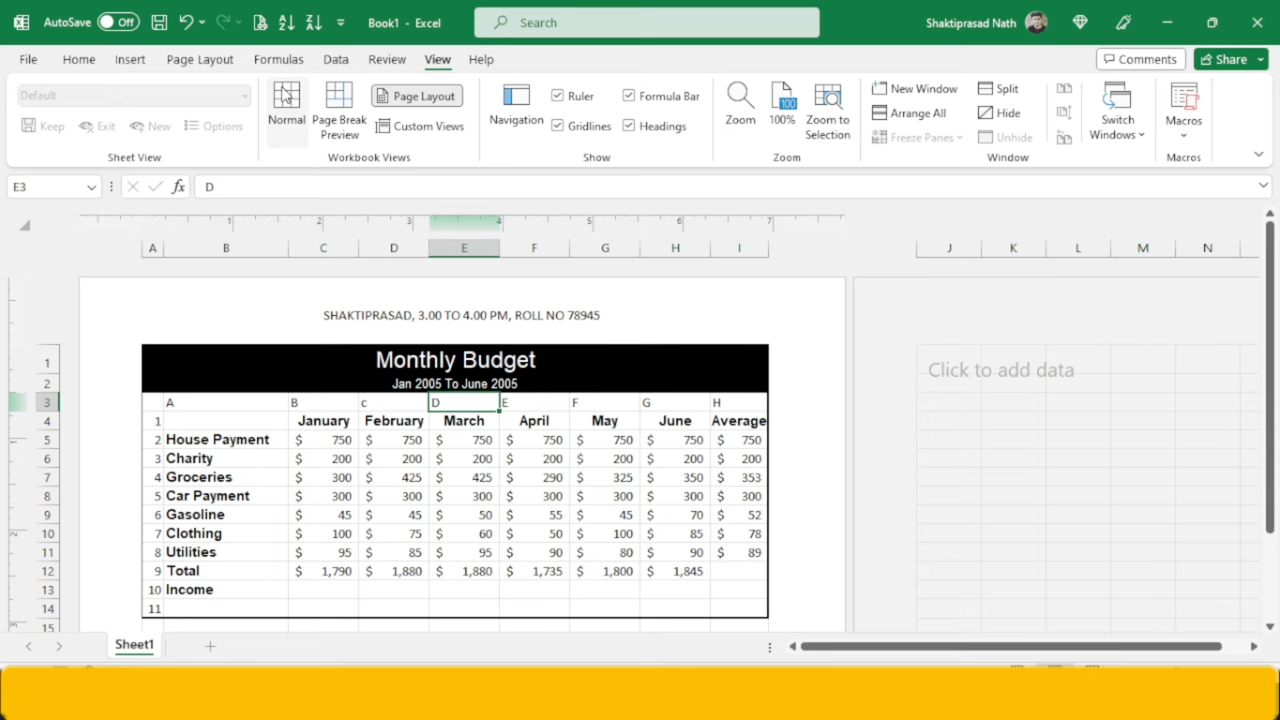 AutoSave Off Book1 - Excel Search Shaktiprasad Nath
File Home Insert Page Layout Formulas Data Review View Help Comments Share
Default
Keep Exit New Options
Sheet View
Normal Page Break Preview Page Layout Custom Views
Workbook Views
Navigation Ruler Formula Bar
Gridlines Headings
Show
Zoom 100% Zoom to Selection
Zoom
New Window Split
Arrange All Hide
Freeze Panes Unhide
Switch Windows
Window
Macros
Macros
E3 fx D
1 2 3 4 5 6 7
A B C D E F G H I J K L M N
SHAKTIPRASAD, 3.00 TO 4.00 PM, ROLL NO 78945
1 Monthly Budget
Click to add data
2 Jan 2005 To June 2005
3 A B c D E F G H
4 1 January February March April May June Average
5 2 House Payment $ 750 $ 750 $ 750 $ 750 $ 750 $ 750 $ 750
6 3 Charity $ 200 $ 200 $ 200 $ 200 $ 200 $ 200 $ 200
7 4 Groceries $ 300 $ 425 $ 425 $ 290 $ 325 $ 350 $ 353
8 5 Car Payment $ 300 $ 300 $ 300 $ 300 $ 300 $ 300 $ 300
9 6 Gasoline $ 45 $ 45 $ 50 $ 55 $ 45 $ 70 $ 52
10 7 Clothing $ 100 $ 75 $ 60 $ 50 $ 100 $ 85 $ 78
11 8 Utilities $ 95 $ 85 $ 95 $ 90 $ 80 $ 90 $ 89
12 9 Total $ 1,790 $ 1,880 $ 1,880 $ 1,735 $ 1,800 $ 1,845
13 10 Income
14 11
15
Sheet1